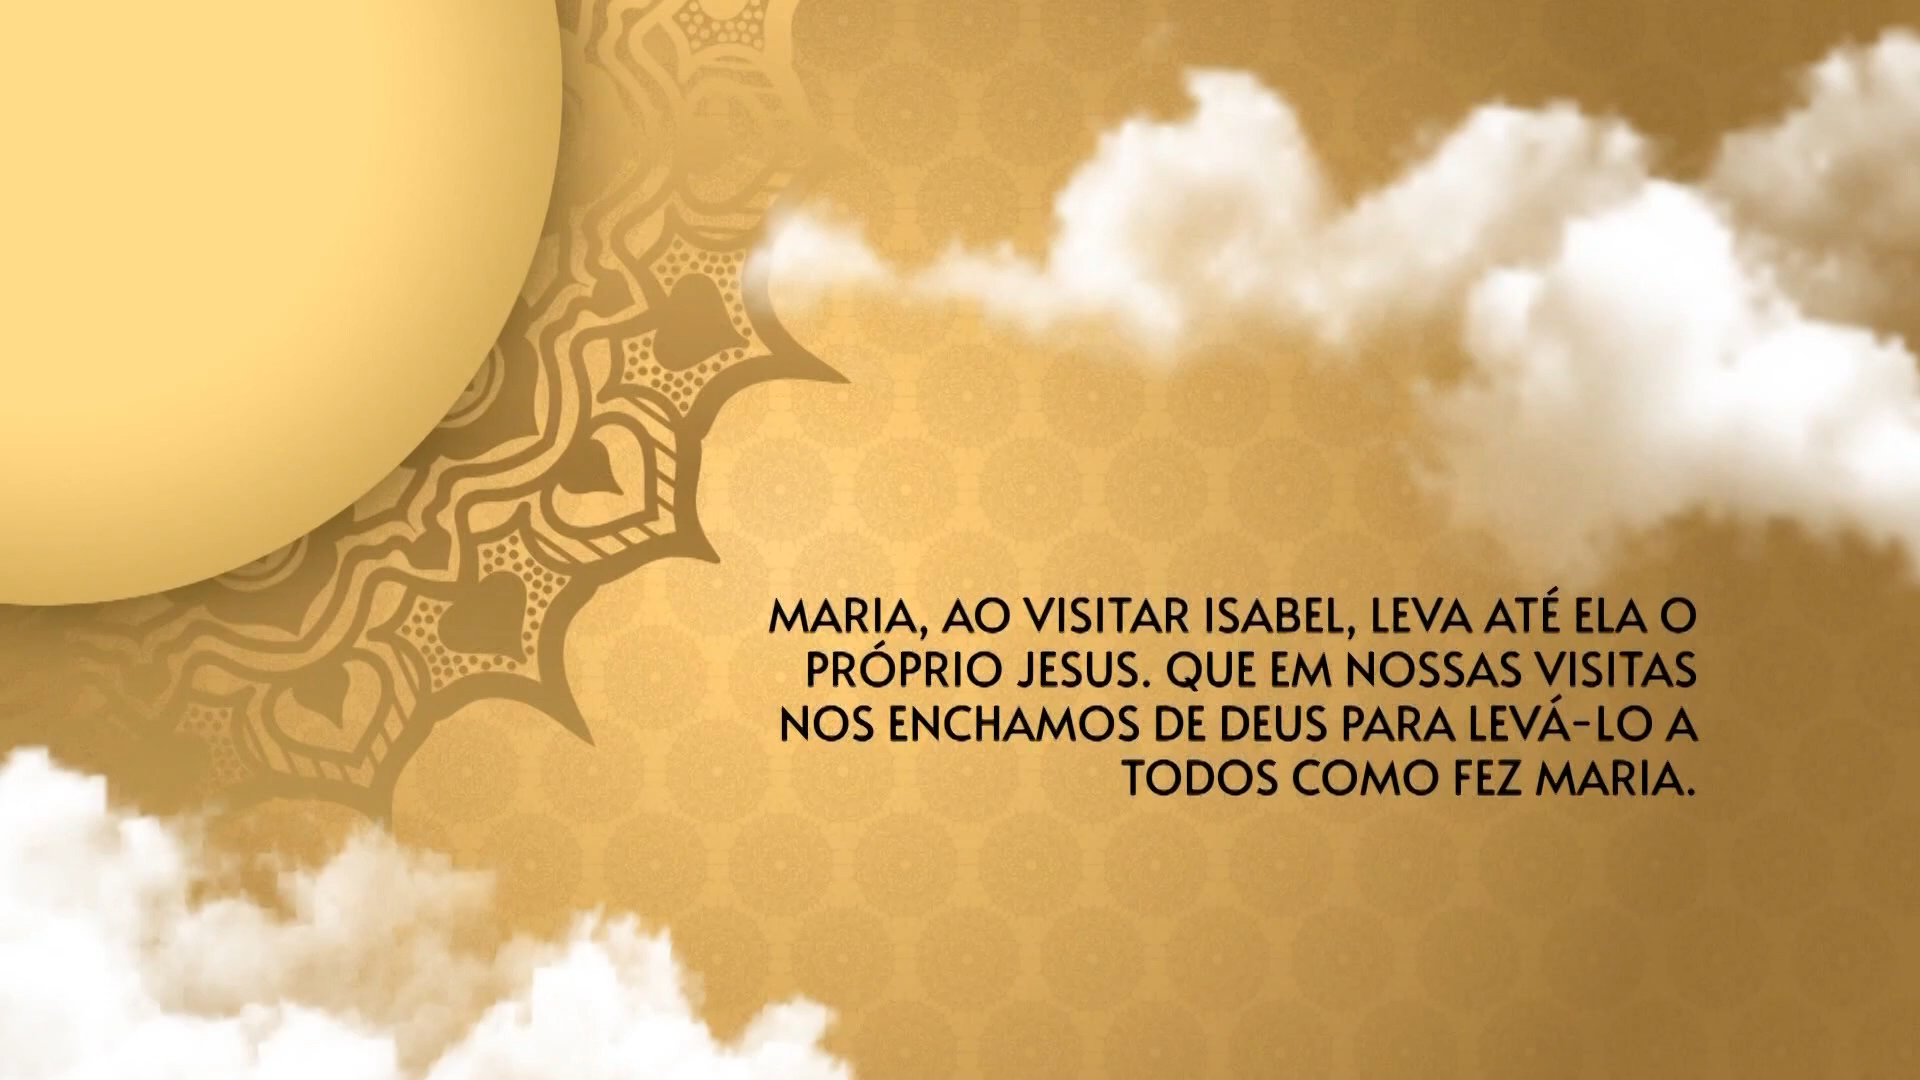 MARIA, AO VISITAR ISABEL, LEVA ATÉ ELA O
PRÓPRIO JESUS. QUE EM NOSSAS VISITAS
NOS ENCHAMOS DE DEUS PARA LEVÁ-LO A
TODOS COMO FEZ MARIA.